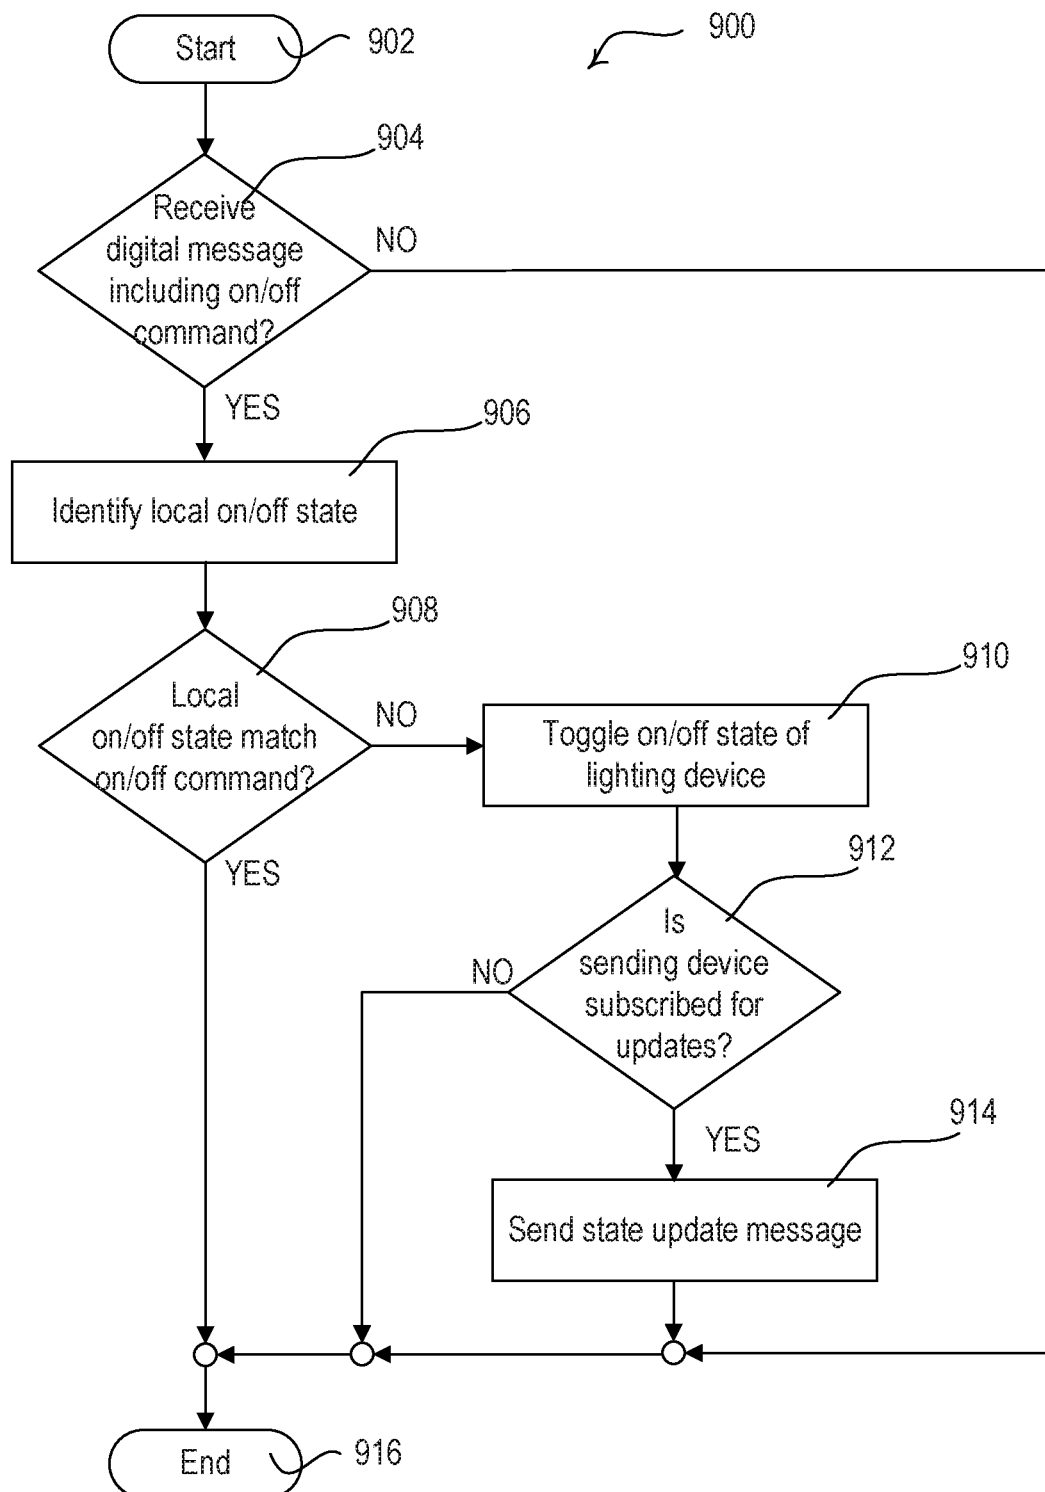 Start
902
900
904
Receive
digital message
including on/off
command?
NO
YES
906
Identify local on/off state
908
Local
on/off state match
on/off command?
NO
YES
910
Toggle on/off state of
lighting device
912
Is
sending device
subscribed for
updates?
NO
YES
914
Send state update message
End
916